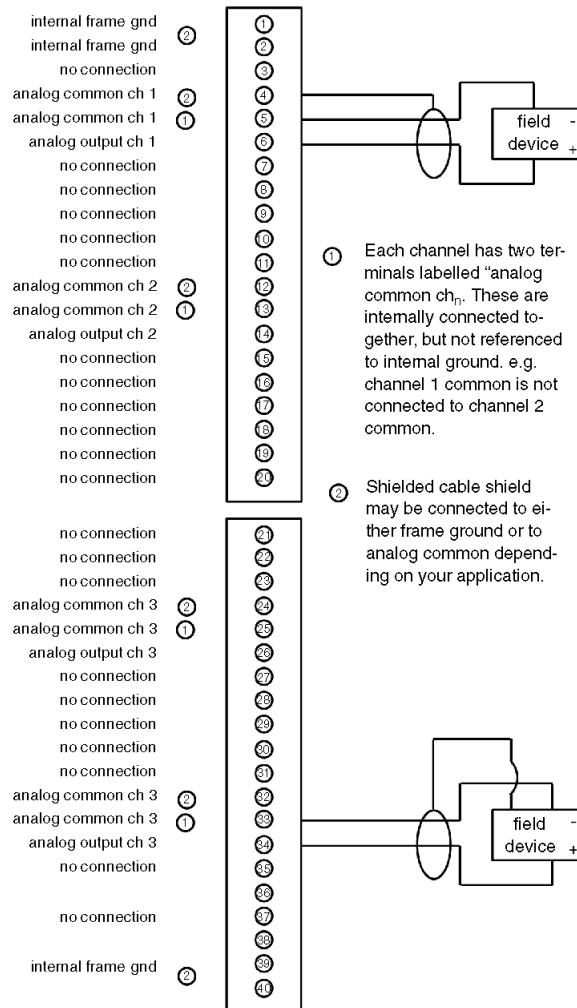 internal frame gnd ② ①
internal frame gnd ②
no connection ③
analog common ch 1 ② ④
analog common ch 1 ① ⑤
analog output ch 1 ⑥
no connection ⑦
no connection ⑧
no connection ⑨
no connection ⑩
no connection ⑪
analog common ch 2 ② ⑫
analog common ch 2 ① ⑬
analog output ch 2 ⑭
no connection ⑮
no connection ⑯
no connection ⑰
no connection ⑱
no connection ⑲
no connection ⑳
field -
device +
① Each channel has two ter-
minals labelled “analog
common chn. These are
internally connected to-
gether, but not referenced
to internal ground. e.g.
channel 1 common is not
connected to channel 2
common.
② Shielded cable shield
may be connected to ei-
ther frame ground or to
analog common depend-
ing on your application.
no connection ㉑
no connection ㉒
no connection ㉓
analog common ch 3 ② ㉔
analog common ch 3 ① ㉕
analog output ch 3 ㉖
no connection ㉗
no connection ㉘
no connection ㉙
no connection ㉚
no connection ㉛
analog common ch 3 ② ㉜
analog common ch 3 ① ㉝
analog output ch 3 ㉞
no connection ㉟
㊱
no connection ㊲
㊳
internal frame gnd ② ㊴
㊵
field -
device +